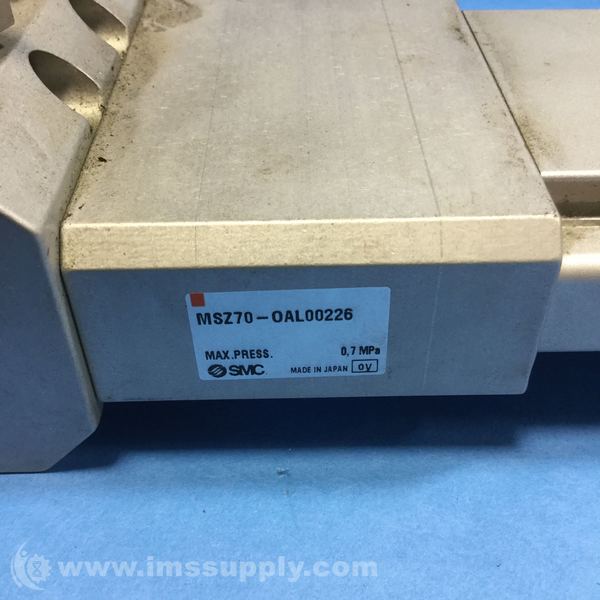 MSZ70-OAL00226
MAX.PRESS. 0.7 MPa
SMC MADE IN JAPAN oy
www.imssupply.com